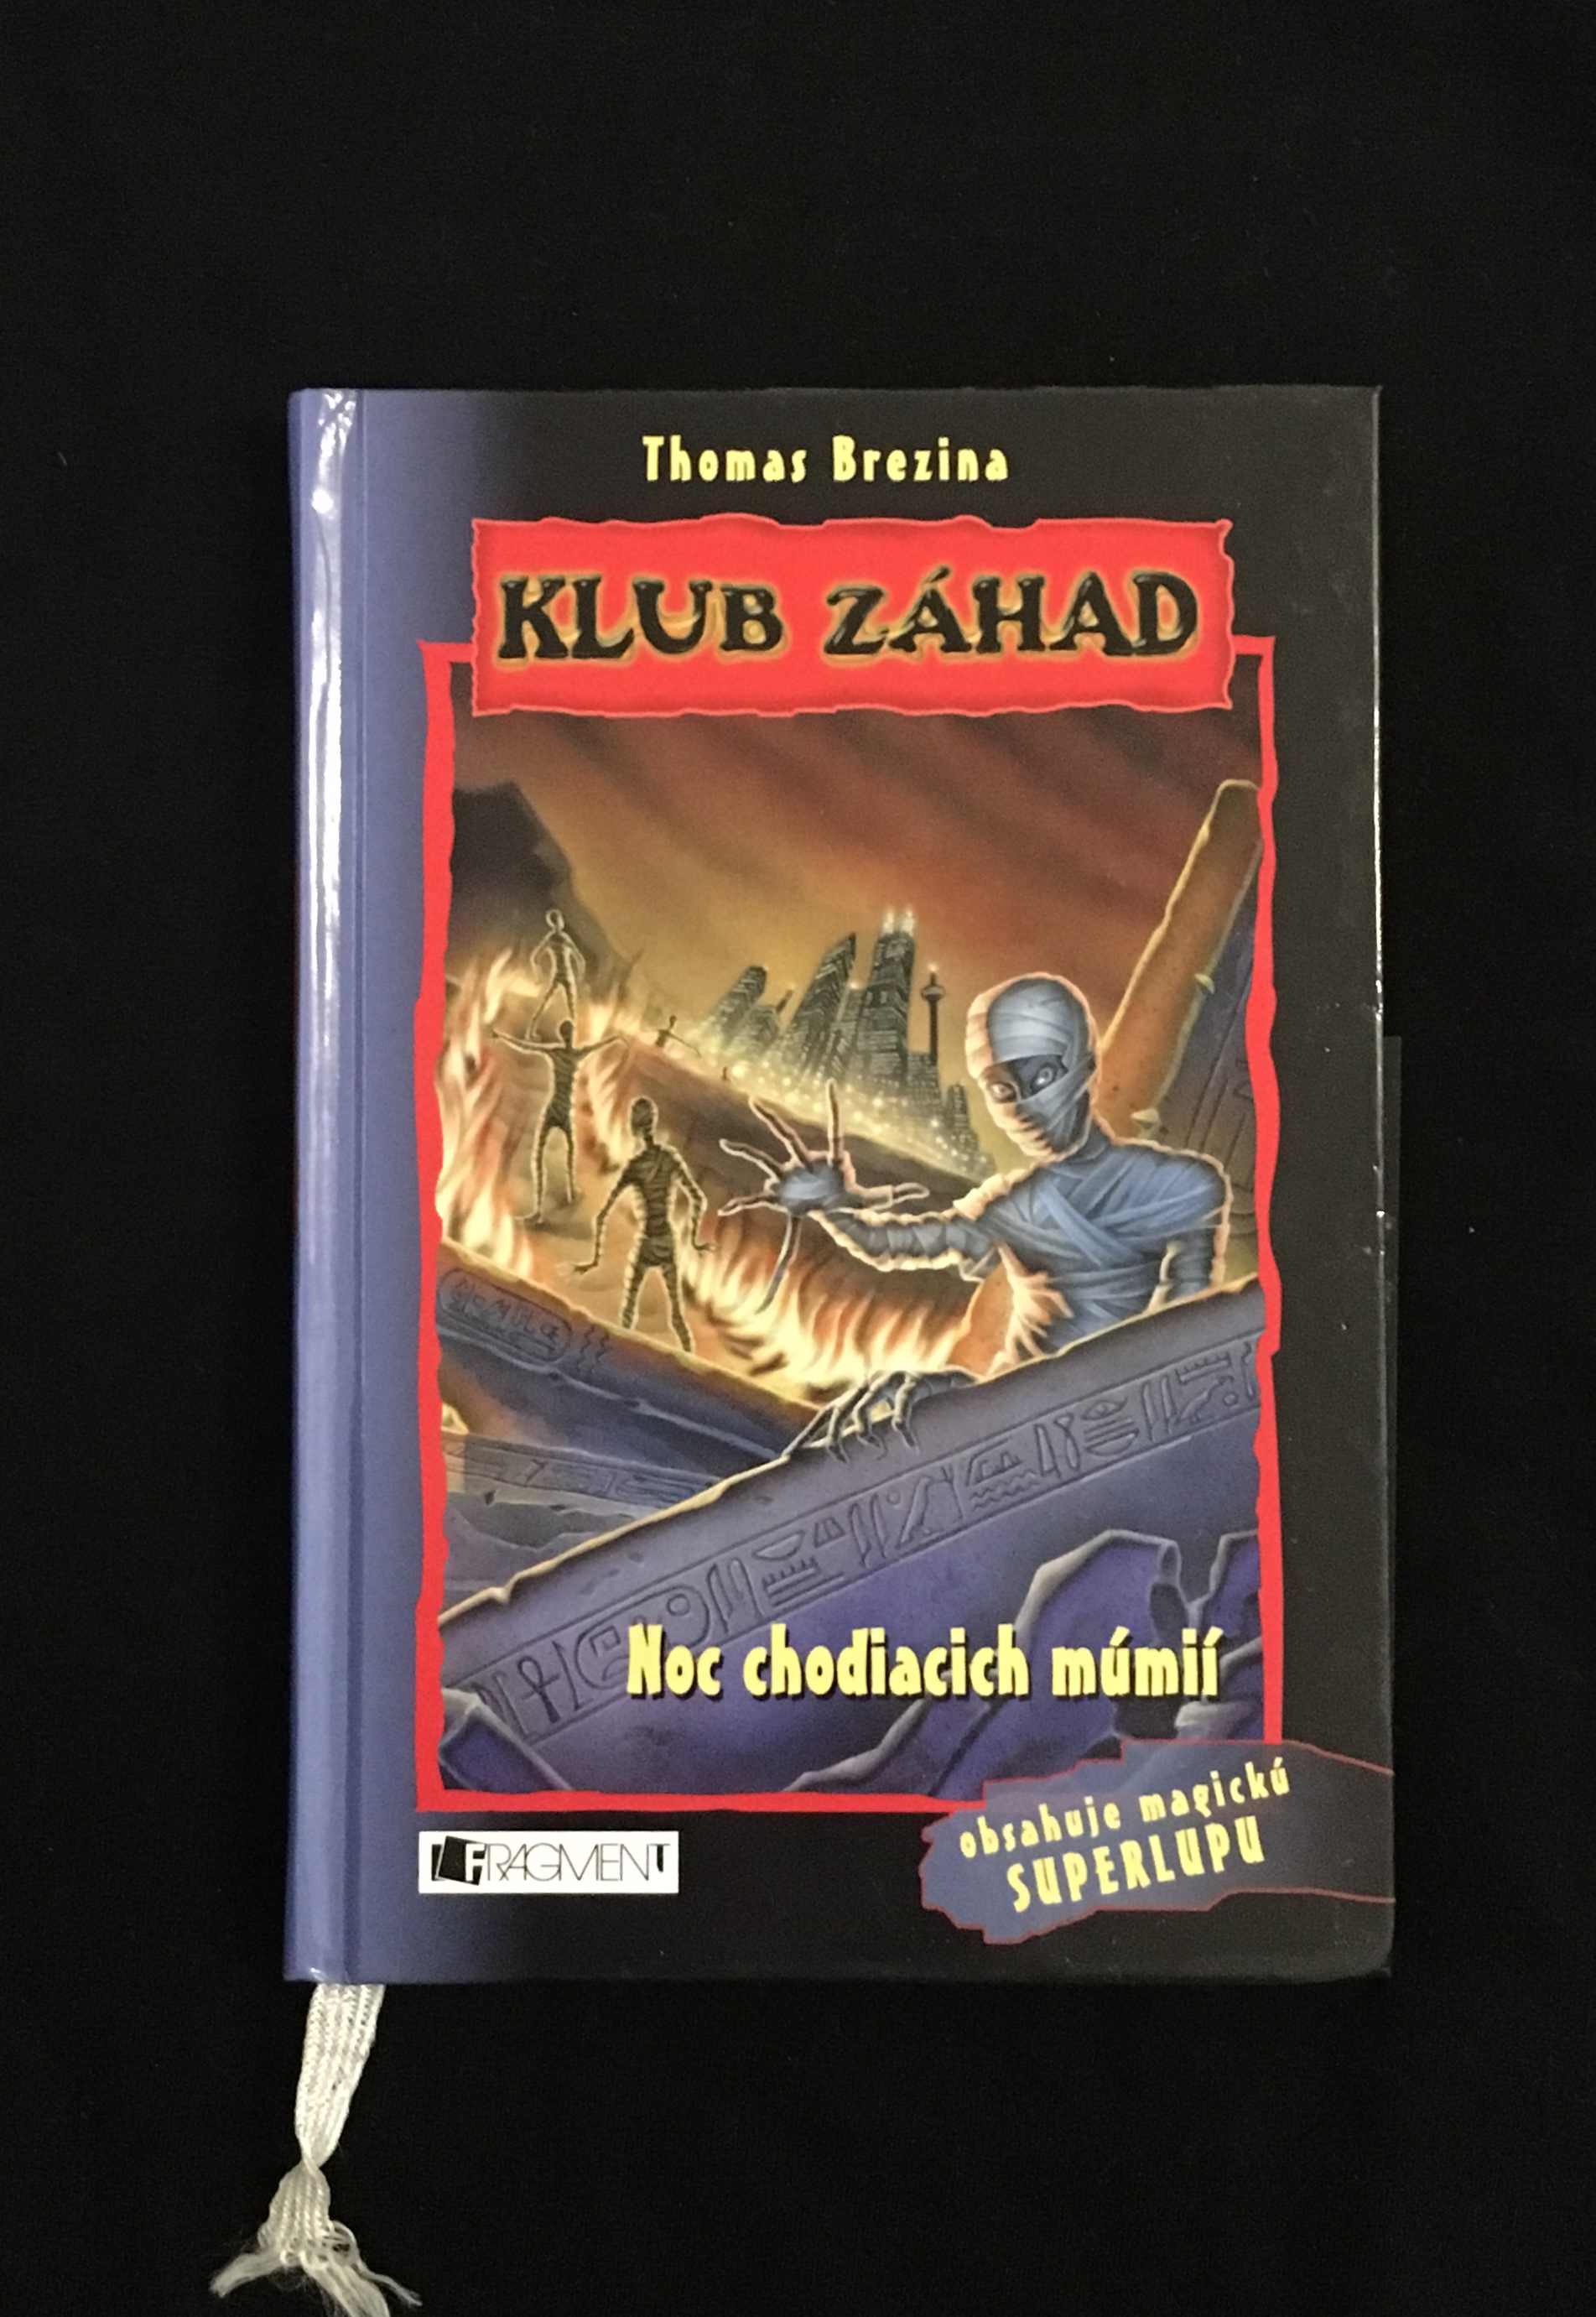 Thomas Brezina
KLUB ZÁHAD
Noc chodiacich múmií
obsahuje magickú
SUPERLUPU
FRAGMENT